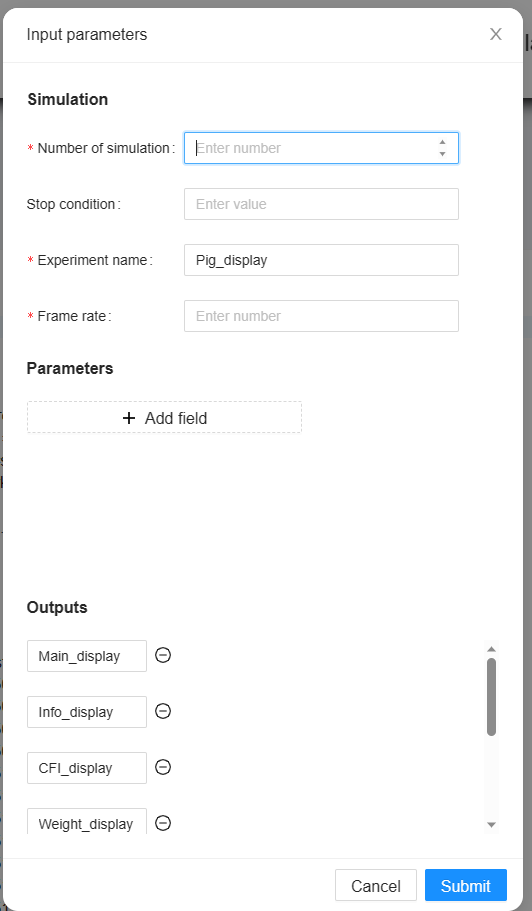 Input parameters
Simulation
* Number of simulation: Enter number
Stop condition: Enter value
* Experiment name: Pig_display
* Frame rate: Enter number
Parameters
+ Add field
Outputs
Main_display
Info_display
CFI_display
Weight_display
Cancel Submit